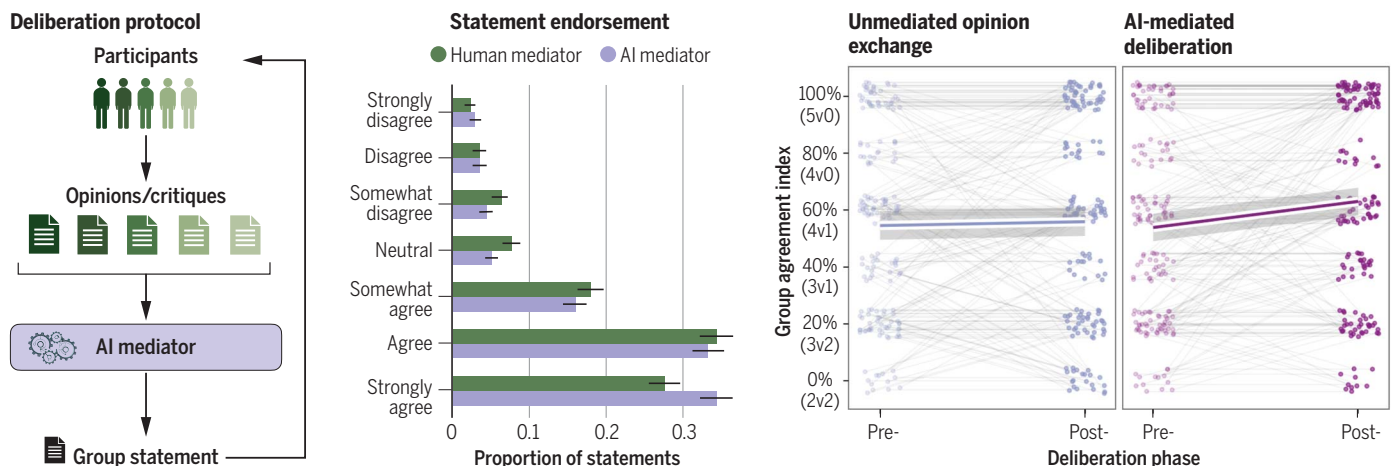 Deliberation protocol
Participants
Opinions/critiques
AI mediator
Group statement
Statement endorsement
Human mediator
AI mediator
Strongly
disagree
Disagree
Somewhat
disagree
Neutral
Somewhat
agree
Agree
Strongly
agree
0
0.1
0.2
0.3
Proportion of statements
Unmediated opinion
exchange
AI-mediated
deliberation
Group agreement index
100%
(5v0)
80%
(4v0)
60%
(4v1)
40%
(3v1)
20%
(3v2)
0%
(2v2)
Pre-
Post-
Pre-
Post-
Deliberation phase